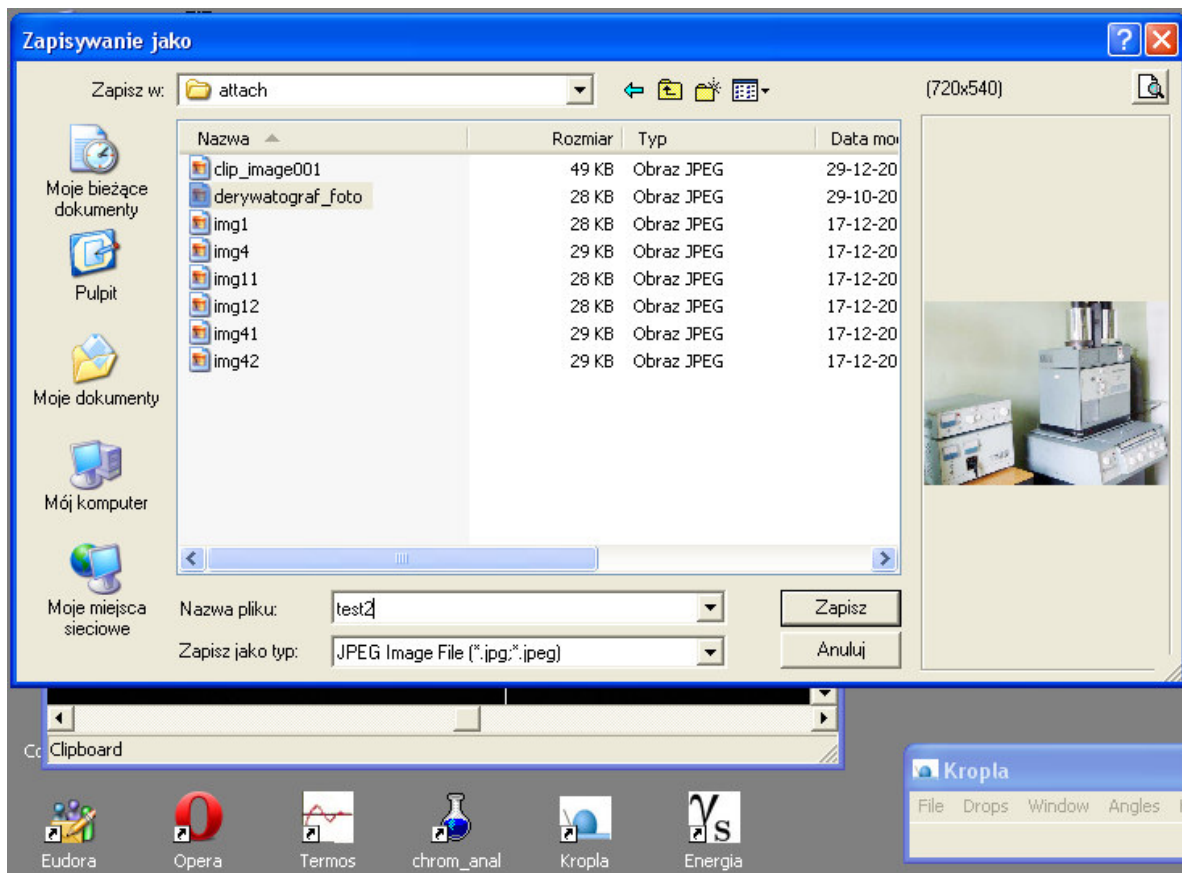 Zapisywanie jako
Zapisz w: attach (720x540)
Nazwa Rozmiar Typ Data mo
clip_image001 49 KB Obraz JPEG 29-12-20
derywatograf_foto 28 KB Obraz JPEG 29-10-20
img1 28 KB Obraz JPEG 17-12-20
img4 29 KB Obraz JPEG 17-12-20
img11 28 KB Obraz JPEG 17-12-20
img12 28 KB Obraz JPEG 17-12-20
img41 29 KB Obraz JPEG 17-12-20
img42 29 KB Obraz JPEG 17-12-20
Moje bieżące
dokumenty
Pulpit
Moje dokumenty
Mój komputer
Moje miejsca
sieciowe
Nazwa pliku: test2 Zapisz
Zapisz jako typ: JPEG Image File (*.jpg;*.jpeg) Anuluj
Clipboard
Kropla
File Drops Window Angles
γs
Eudora Opera Termos chrom_anal Kropla Energia